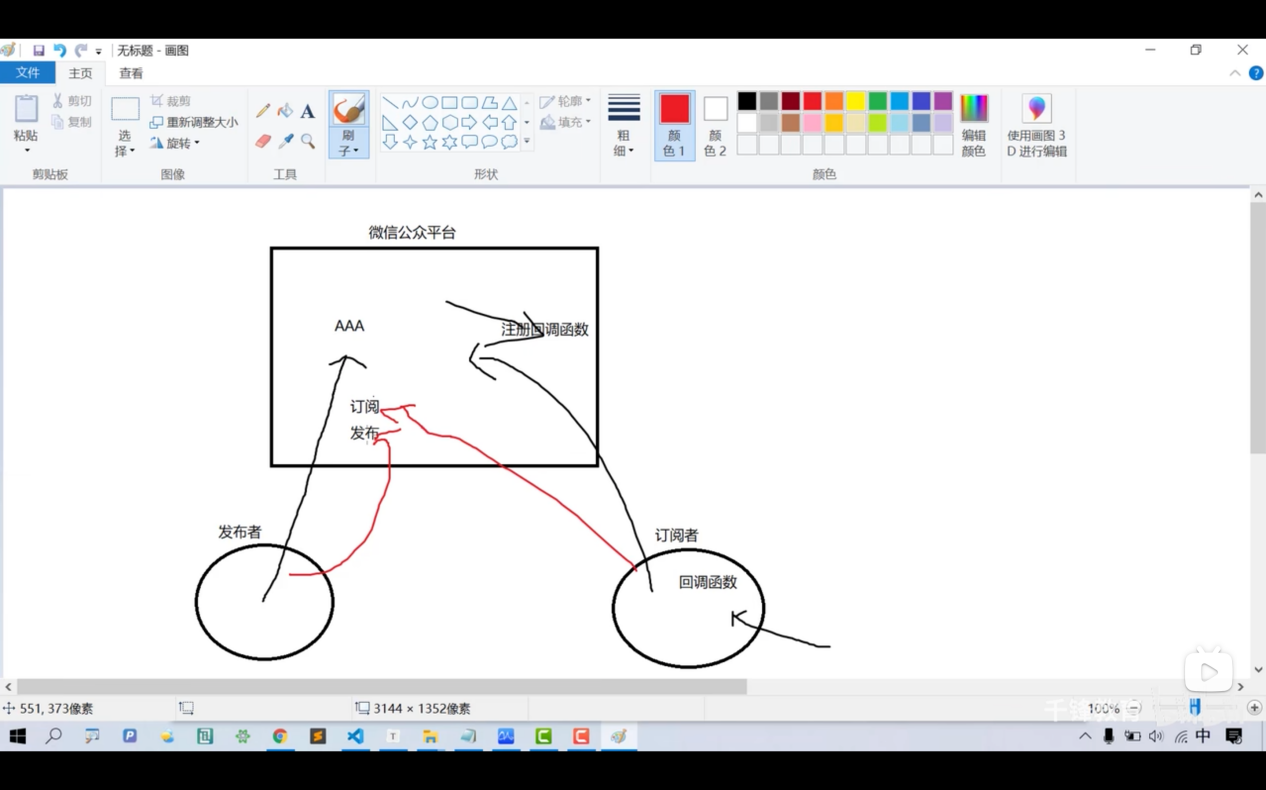 无标题 - 画图
文件 主页 查看
粘贴
剪切
复制
剪贴板
选择
裁剪
重新调整大小
旋转
图像
A
工具
刷子
轮廓
填充
形状
粗细
颜色 1
颜色 2
编辑颜色
颜色
使用画图 3
D 进行编辑
微信公众平台
AAA
注册回调函数
订阅
发布
发布者
订阅者
回调函数
551, 373像素
3144 × 1352像素
100%
中